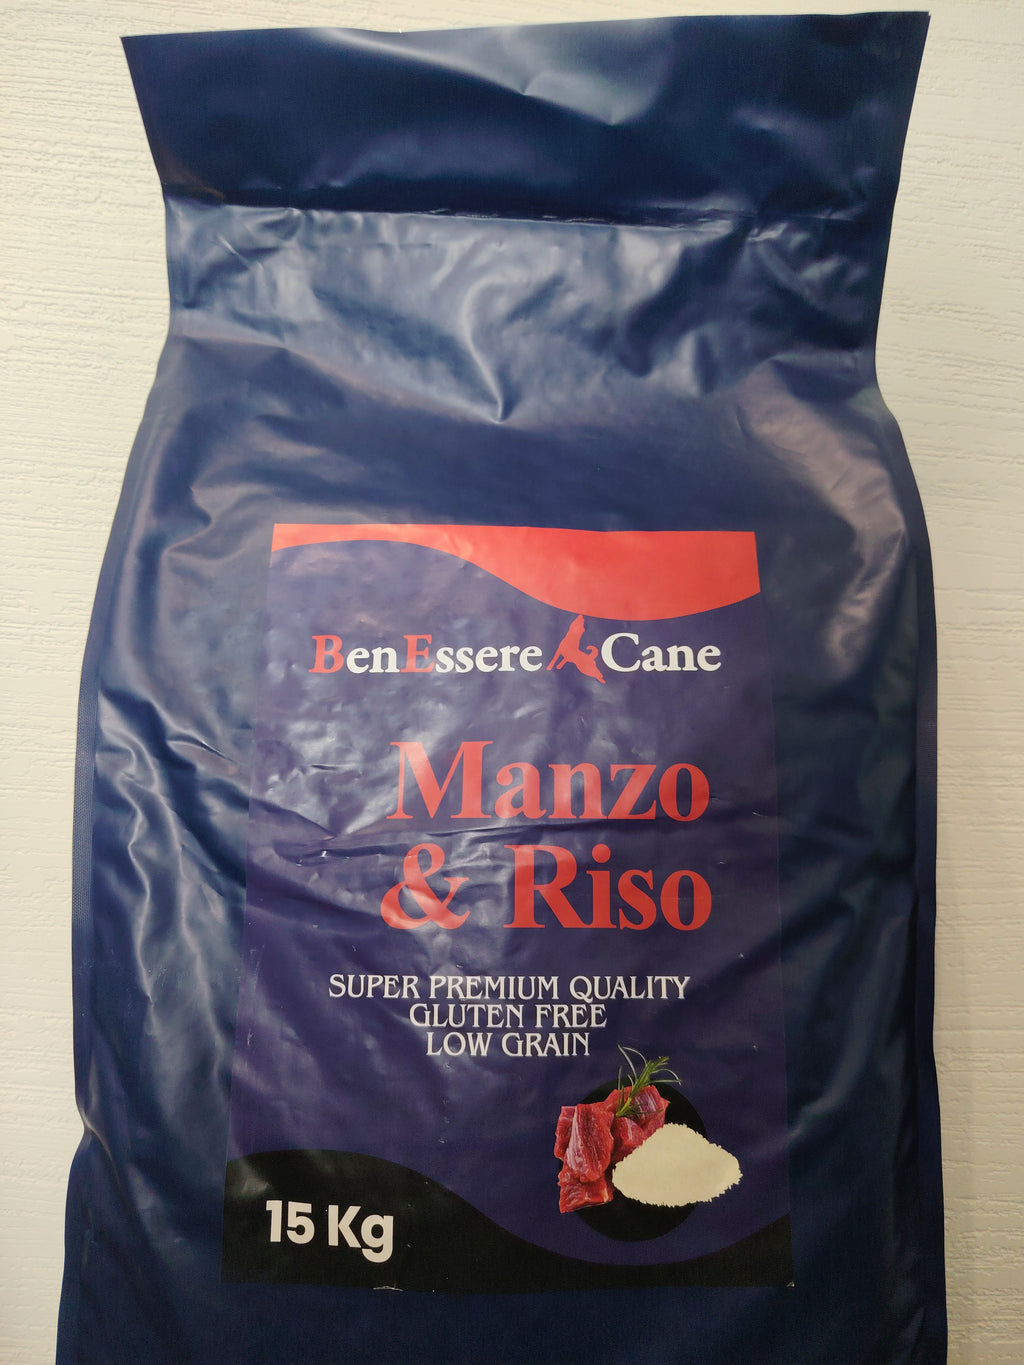 BenEssere Cane
Manzo
& Riso
SUPER PREMIUM QUALITY
GLUTEN FREE
LOW GRAIN
15 Kg